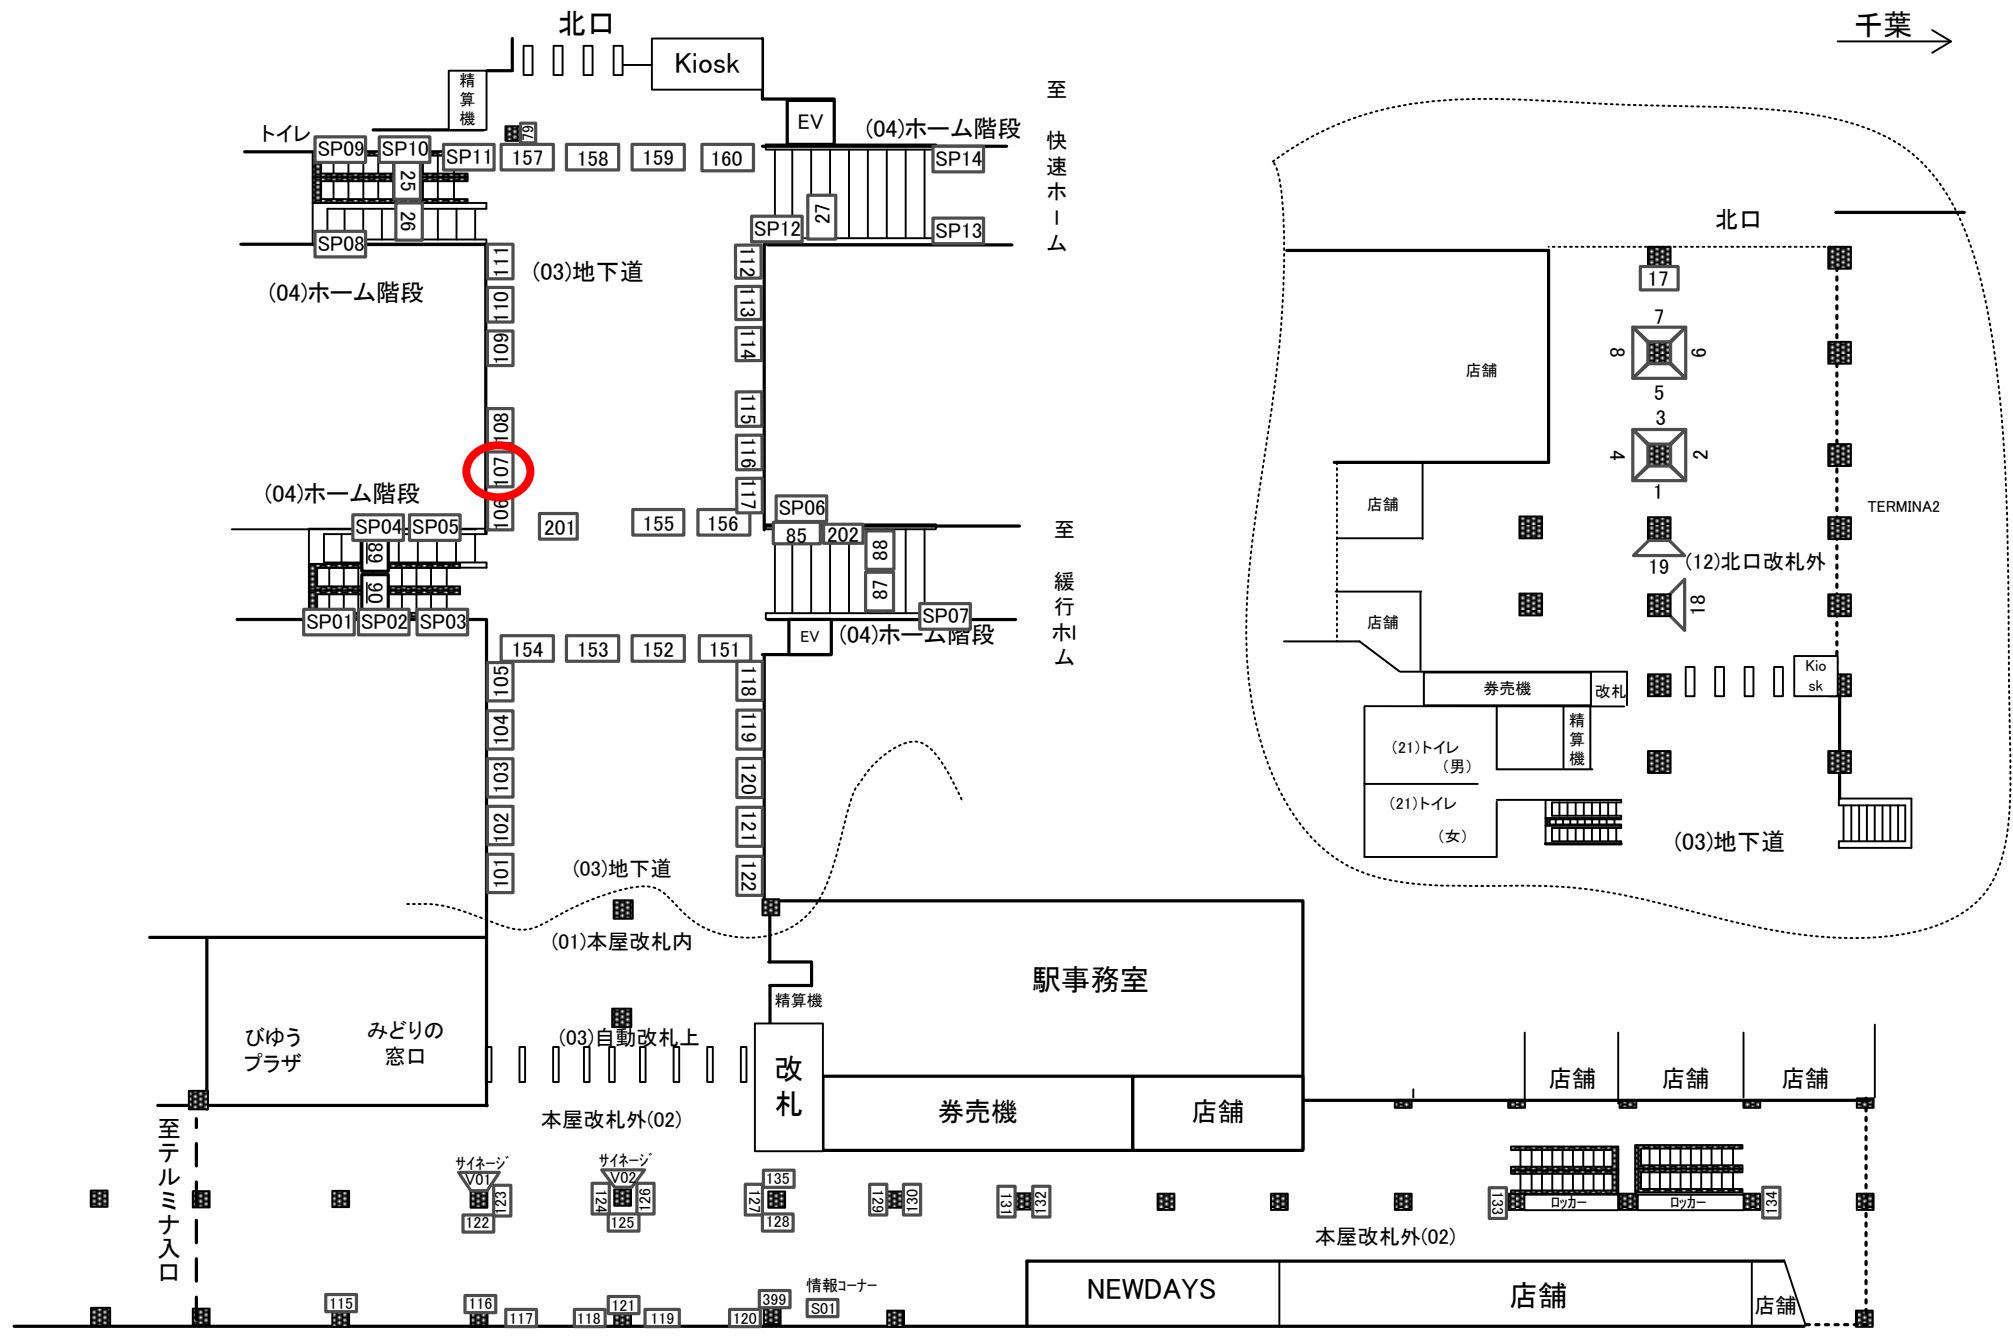 北口
千葉
Kiosk
精算機
EV
トイレ
79
(04)ホーム階段
至 快速ホーム
SP09
SP10
SP11
157
158
159
160
SP14
25
26
27
SP08
SP12
SP13
(03)地下道
(04)ホーム階段
111
110
109
108
107
106
112
113
114
115
116
117
(04)ホーム階段
SP04
SP05
201
155
156
SP06
85
202
88
87
89
90
SP01
SP02
SP03
SP07
EV
(04)ホーム階段
至 緩行ホーム
154
153
152
151
105
104
103
102
101
118
119
120
121
122
(03)地下道
(01)本屋改札内
精算機
駅事務室
びゆう
プラザ
みどりの
窓口
(03)自動改札上
改札
券売機
店舗
本屋改札外(02)
至テルミナ入口
サイネージ
V01
123
122
サイネージ
V02
124
126
125
135
127
128
129
130
131
132
133
134
ロッカー
ロッカー
店舗
店舗
店舗
本屋改札外(02)
115
116
117
118
121
119
120
399
情報コーナー
S01
NEWDAYS
店舗
店舗
北口
17
7
8
6
5
3
4
2
1
19
18
(12)北口改札外
TERMINA2
店舗
店舗
店舗
Kio
sk
券売機
改札
精算機
(21)トイレ
(男)
(21)トイレ
(女)
(03)地下道